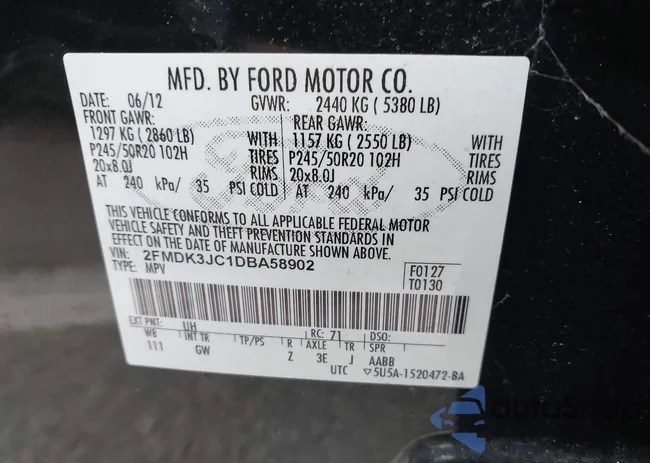 MFD. BY FORD MOTOR CO.
DATE: 06/12 GVWR: 2440 KG ( 5380 LB)
FRONT GAWR: REAR GAWR:
1297 KG ( 2860 LB) WITH 1157 KG ( 2550 LB) WITH
P245/50R20 102H TIRES P245/50R20 102H TIRES
20x8.0J RIMS 20x8.0J RIMS
AT 240 kPa/ 35 PSI COLD AT 240 kPa/ 35 PSI COLD
THIS VEHICLE CONFORMS TO ALL APPLICABLE FEDERAL MOTOR
VEHICLE SAFETY AND THEFT PREVENTION STANDARDS IN
EFFECT ON THE DATE OF MANUFACTURE SHOWN ABOVE.
VIN: 2FMDK3JC1DBA58902
TYPE: MPV
F0127
T0130
EXT PNT: UH RC: 71 DSO:
WB INT TR TP/PS R AXLE TR SPR
111 GW Z 3E J AABB
UTC ▽5U5A-1520472-BA
Ford
AutoSnap